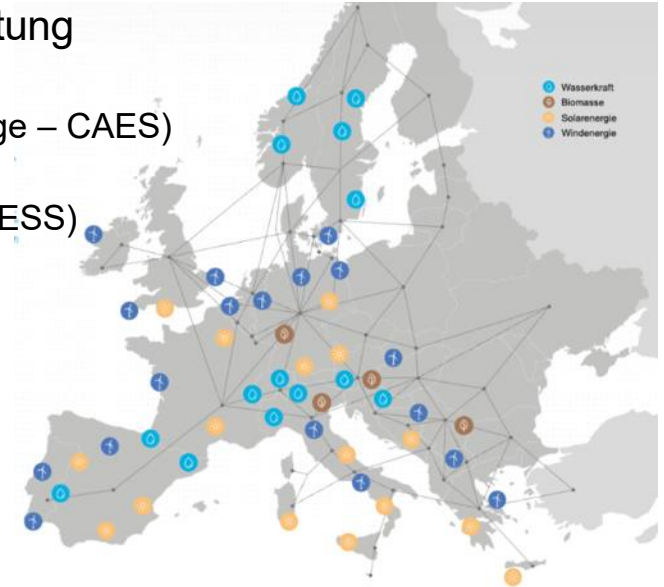 tung
ge – CAES)
ESS)
Wasserkraft
Biomasse
Solarenergie
Windenergie